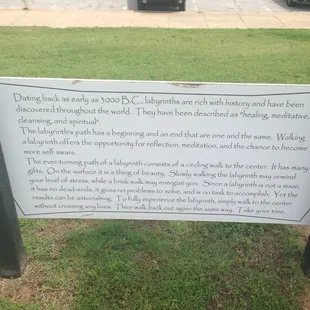 Dating back as early as 3000 B.C., labyrinths are rich with history and have been
discovered throughout the world. They have been described as "healing, meditative,
cleansing, and spiritual".
The labyrinth's path has a beginning and an end that are one and the same. Walking
a labyrinth offers the opportunity for reflection, meditation, and the chance to become
more self aware.
The ever-turning path of a labyrinth consists of a circling walk to the center. It has many
gifts. On the surface it is a thing of beauty. Slowly walking the labyrinth may unwind
your level of stress, while a brisk walk may energize you. Since a labyrinth is not a maze,
it has no dead-ends, it gives no problems to solve, and is no task to accomplish. Yet the
results can be astonishing. To fully experience the labyrinth, simply walk to the center
without crossing any lines. Then walk back out again the same way. Take your time.